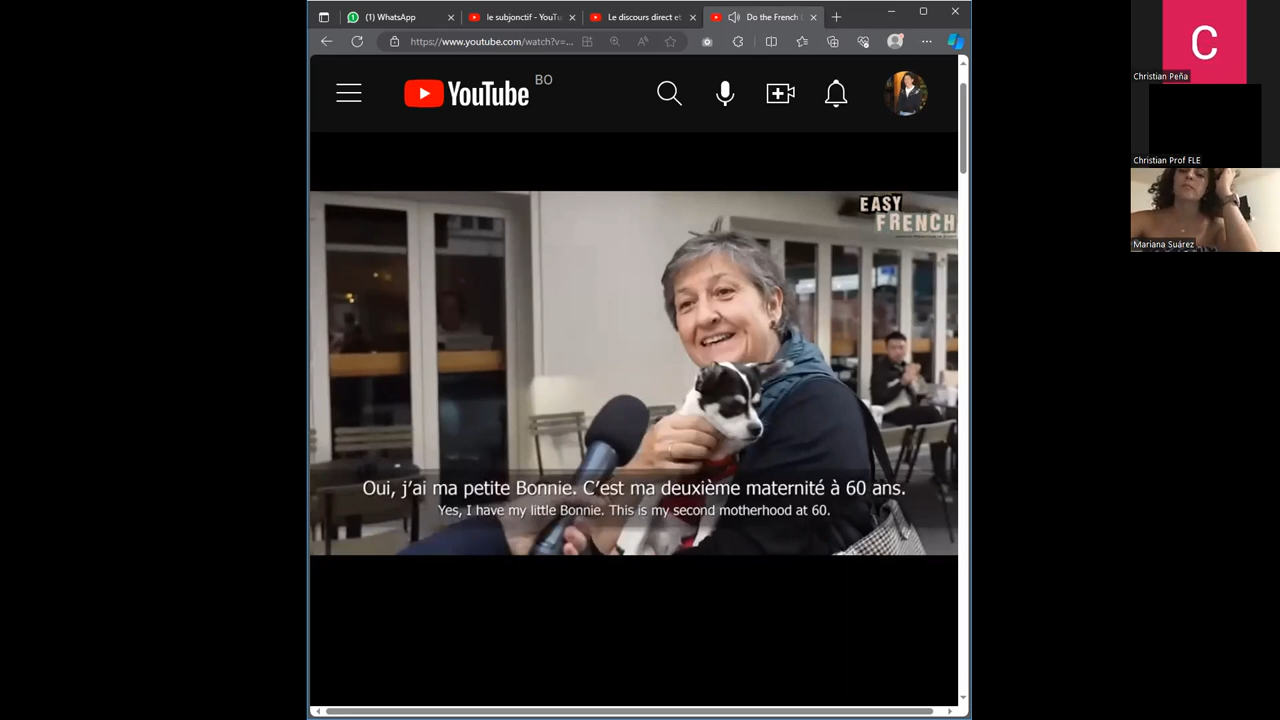 (1) WhatsApp
le subjonctif - YouTu
Le discours direct et
Do the French
https://www.youtube.com/watch?v=...
YouTube BO
EASY
FRENCH
Oui, j'ai ma petite Bonnie. C'est ma deuxième maternité à 60 ans.
Yes, I have my little Bonnie. This is my second motherhood at 60.
C
Christian Peña
Christian Prof FLE
Mariana Suárez